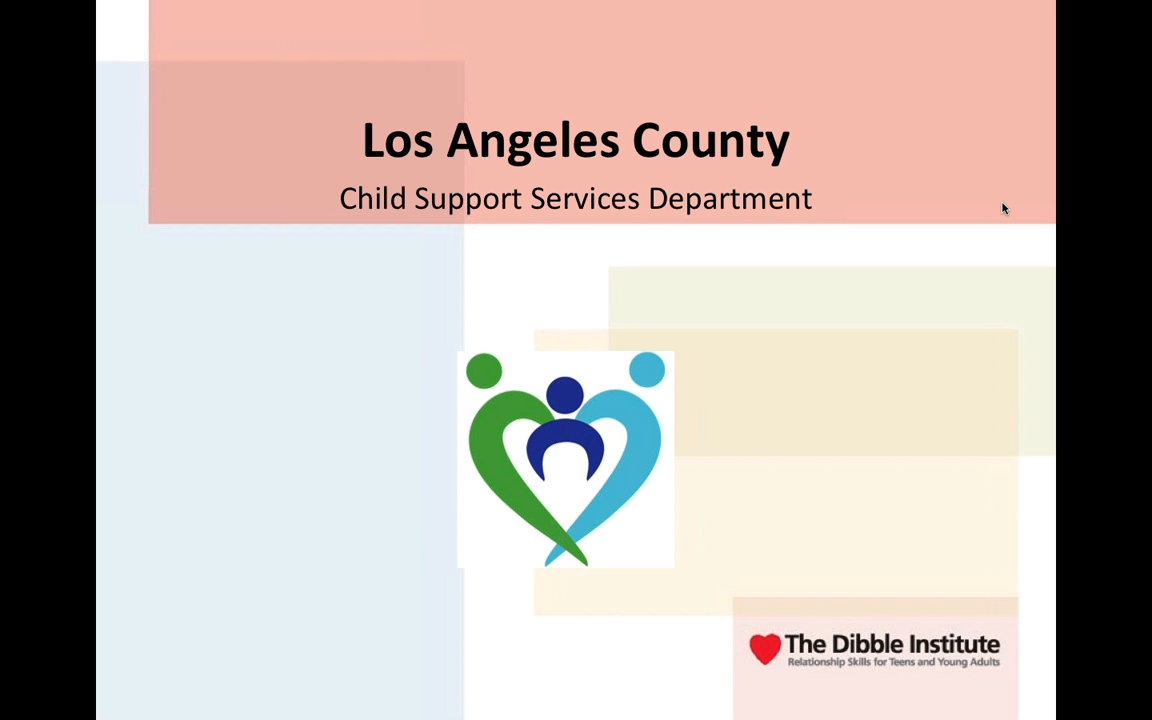 Los Angeles County
Child Support Services Department
The Dibble Institute
Relationship Skills for Teens and Young Adults